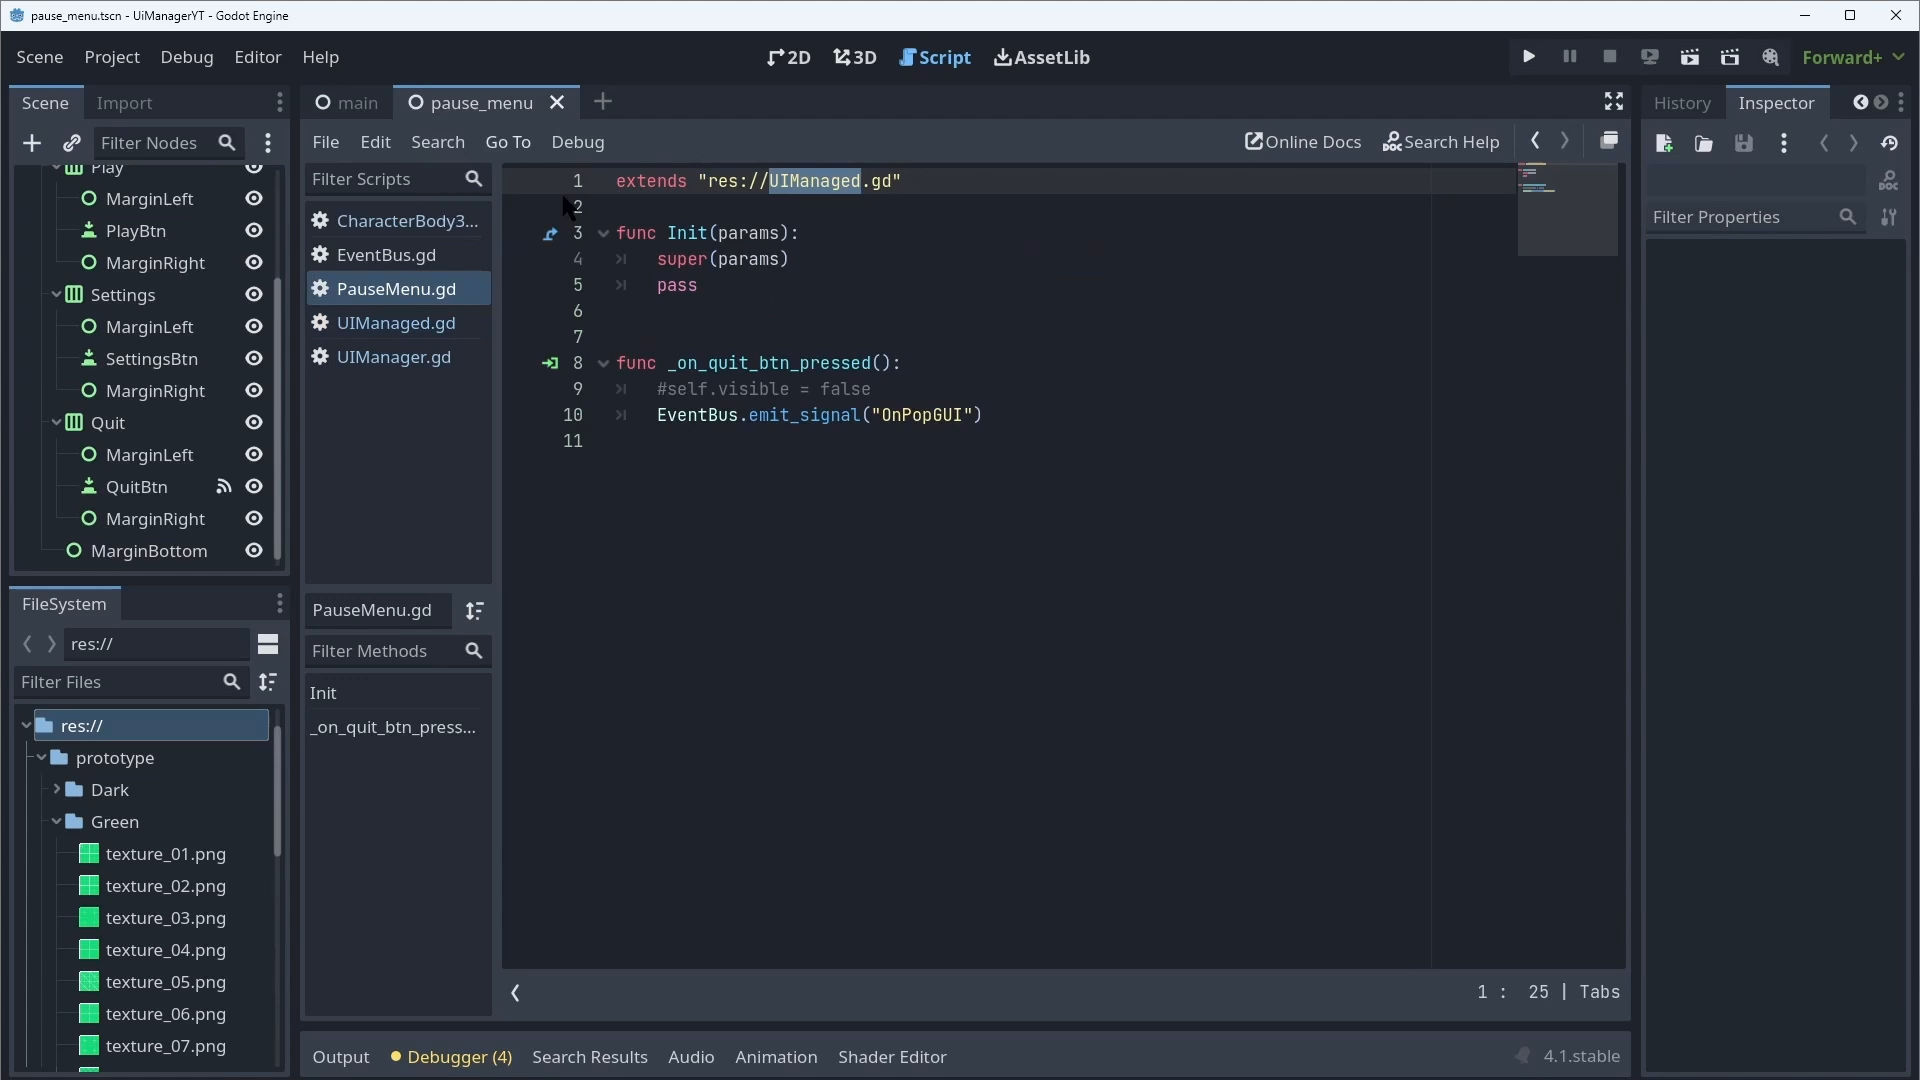 pause_menu.tscn - UiManagerYT - Godot Engine
Scene Project Debug Editor Help
2D 3D Script AssetLib
Forward+
Scene Import
Filter Nodes
Play
MarginLeft
PlayBtn
MarginRight
Settings
MarginLeft
SettingsBtn
MarginRight
Quit
MarginLeft
QuitBtn
MarginRight
MarginBottom
FileSystem
res://
Filter Files
res://
prototype
Dark
Green
texture_01.png
texture_02.png
texture_03.png
texture_04.png
texture_05.png
texture_06.png
texture_07.png
main pause_menu
File Edit Search Go To Debug
Online Docs Search Help
Filter Scripts
CharacterBody3...
EventBus.gd
PauseMenu.gd
UIManaged.gd
UIManager.gd
PauseMenu.gd
Filter Methods
Init
_on_quit_btn_press...
1 extends "res://UIManaged.gd"
2
3 func Init(params):
4 super(params)
5 pass
6
7
8 func _on_quit_btn_pressed():
9 #self.visible = false
10 EventBus.emit_signal("OnPopGUI")
11
1 : 25 | Tabs
Output Debugger (4) Search Results Audio Animation Shader Editor
4.1.stable
History Inspector
Filter Properties